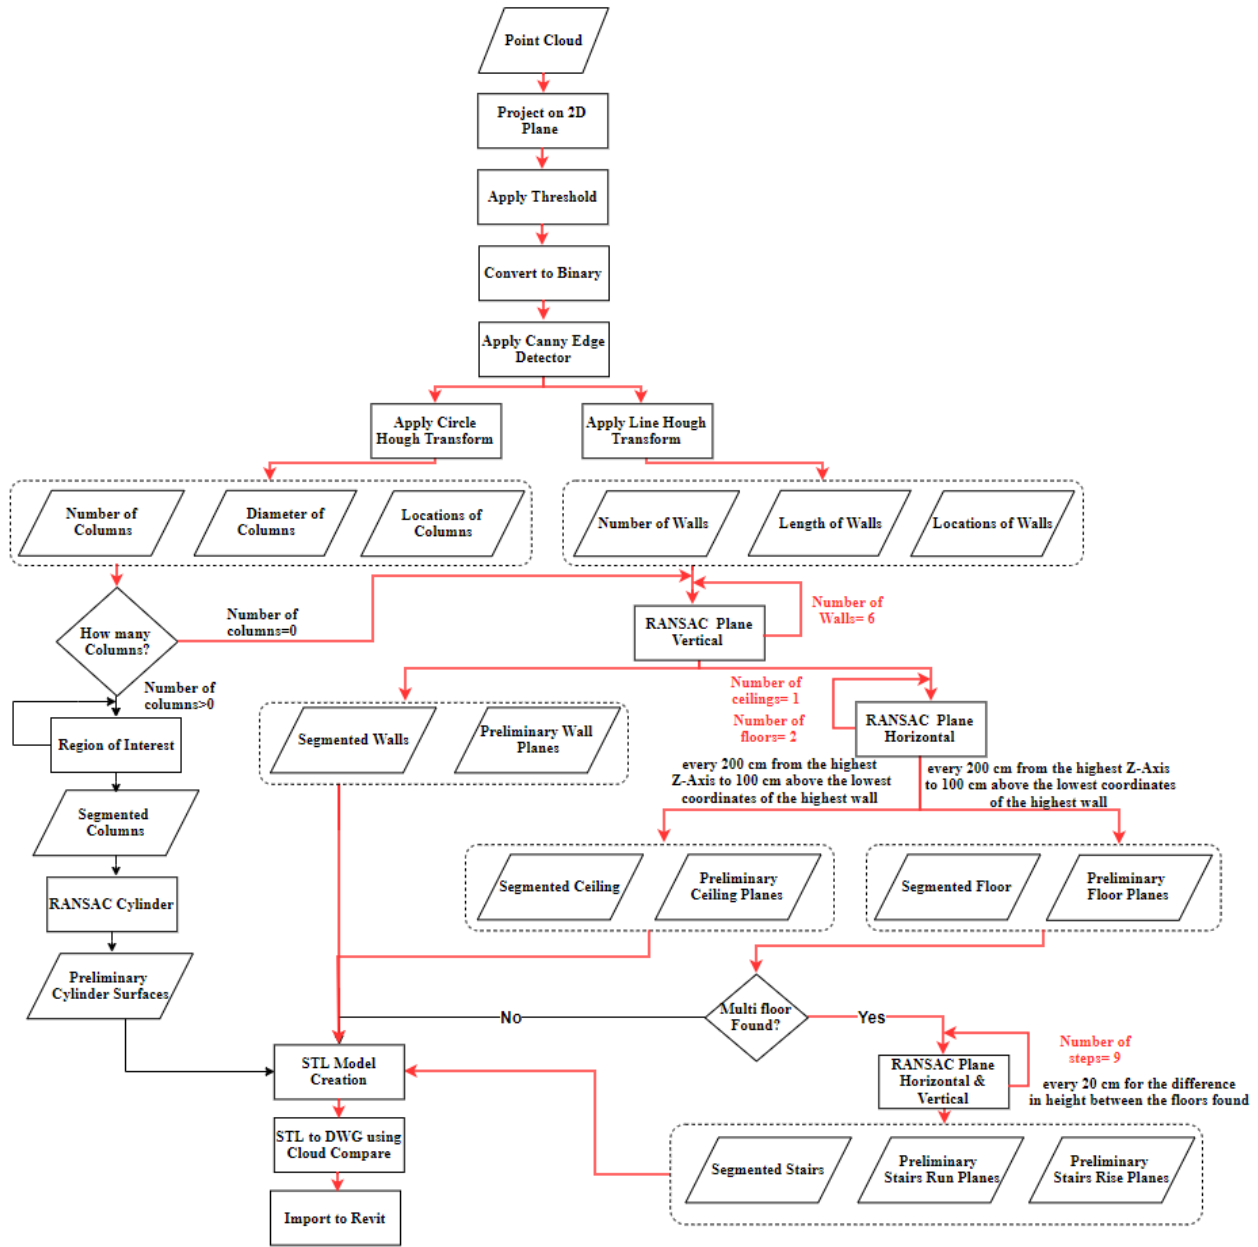 Point Cloud
Project on 2D
Plane
Apply Threshold
Convert to Binary
Apply Canny Edge
Detector
Apply Circle
Hough Transform
Apply Line Hough
Transform
Number of
Columns
Diameter of
Columns
Locations of
Columns
Number of Walls
Length of Walls
Locations of Walls
How many
Columns?
Number of
columns=0
RANSAC Plane
Vertical
Number of
Walls= 6
Number of
columns>0
Region of Interest
Segmented Walls
Preliminary Wall
Planes
Number of
ceilings= 1
Number of
floors= 2
RANSAC Plane
Horizontal
every 200 cm from the highest
Z-Axis to 100 cm above the lowest
coordinates of the highest wall
every 200 cm from the highest Z-Axis
to 100 cm above the lowest coordinates
of the highest wall
Segmented
Columns
Segmented Ceiling
Preliminary
Ceiling Planes
Segmented Floor
Preliminary
Floor Planes
RANSAC Cylinder
Preliminary
Cylinder Surfaces
Multi floor
Found?
No
Yes
Number of
steps= 9
RANSAC Plane
Horizontal &
Vertical
every 20 cm for the difference
in height between the floors found
STL Model
Creation
STL to DWG using
Cloud Compare
Segmented Stairs
Preliminary
Stairs Run Planes
Preliminary
Stairs Rise Planes
Import to Revit